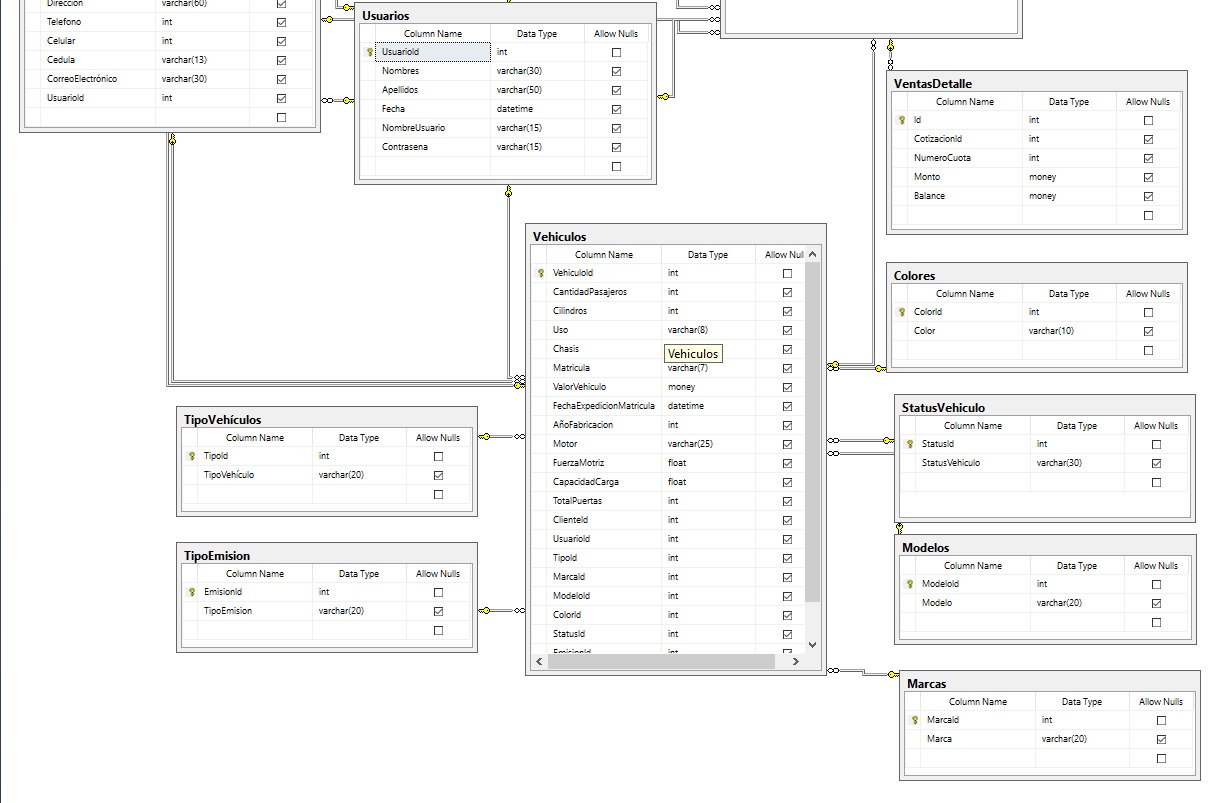 Direccion varchar(60)
Telefono int
Celular int
Cedula varchar(13)
CorreoElectrónico varchar(30)
UsuarioId int
Usuarios
Column Name Data Type Allow Nulls
UsuarioId int
Nombres varchar(30)
Apellidos varchar(50)
Fecha datetime
NombreUsuario varchar(15)
Contrasena varchar(15)
VentasDetalle
Column Name Data Type Allow Nulls
Id int
CotizacionId int
NumeroCuota int
Monto money
Balance money
Vehiculos
Column Name Data Type Allow Nul
VehiculoId int
CantidadPasajeros int
Cilindros int
Uso varchar(8)
Chasis
Vehiculos
Matricula varchar(7)
ValorVehiculo money
FechaExpedicionMatricula datetime
AñoFabricacion int
Motor varchar(25)
FuerzaMotriz float
CapacidadCarga float
TotalPuertas int
ClienteId int
UsuarioId int
TipoId int
MarcaId int
ModeloId int
ColorId int
StatusId int
EmisionId int
Colores
Column Name Data Type Allow Nulls
ColorId int
Color varchar(10)
TipoVehículos
Column Name Data Type Allow Nulls
TipoId int
TipoVehículo varchar(20)
StatusVehiculo
Column Name Data Type Allow Nulls
StatusId int
StatusVehiculo varchar(30)
TipoEmision
Column Name Data Type Allow Nulls
EmisionId int
TipoEmision varchar(20)
Modelos
Column Name Data Type Allow Nulls
ModeloId int
Modelo varchar(20)
Marcas
Column Name Data Type Allow Nulls
MarcaId int
Marca varchar(20)